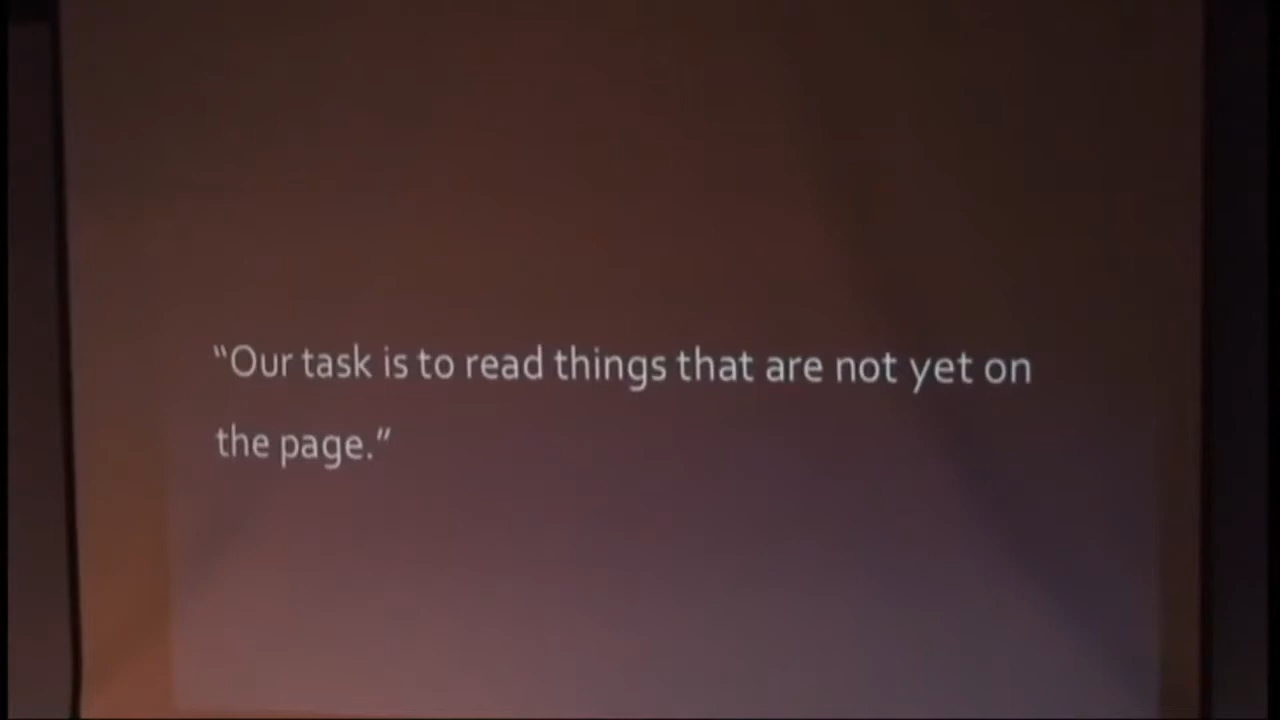 “Our task is to read things that are not yet on
the page.”